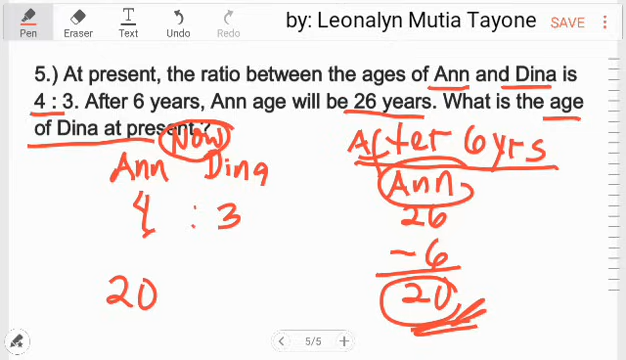 by: Leonalyn Mutia Tayone
SAVE
Pen
Eraser
Text
Undo
Redo
5.) At present, the ratio between the ages of Ann and Dina is
4 : 3. After 6 years, Ann age will be 26 years. What is the age
of Dina at present ?
Now
After 6 yrs
Ann Dina
Ann
4 : 3
26
- 6
20
20
5/5